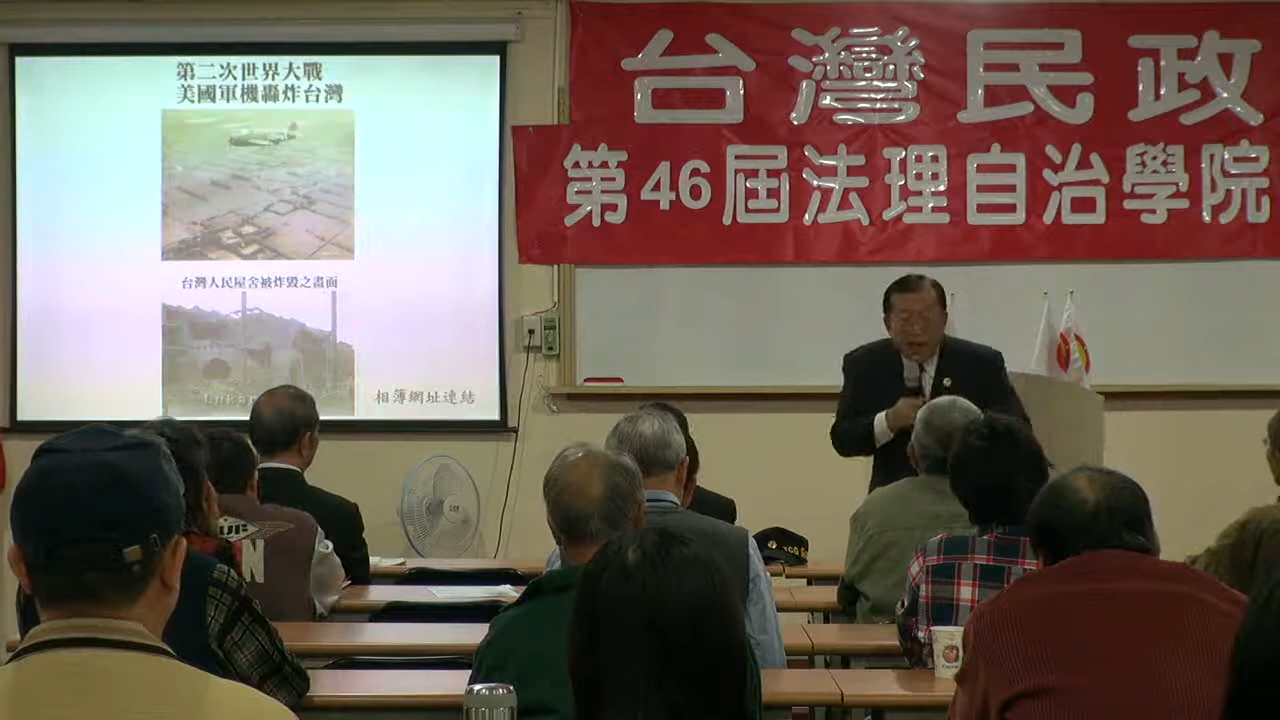 第二次世界大戰
美國軍機轟炸台灣
台灣人民屋舍被炸毀之畫面
相薄網址連結
台灣民政
第46屆法理自治學院